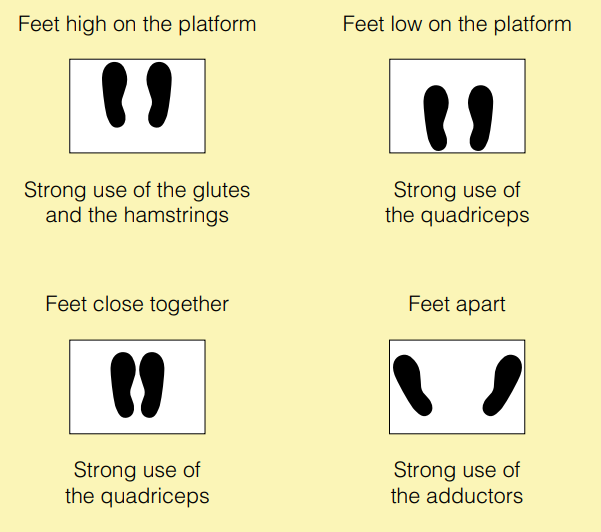 Feet high on the platform
Strong use of the glutes
and the hamstrings
Feet low on the platform
Strong use of
the quadriceps
Feet close together
Strong use of
the quadriceps
Feet apart
Strong use of
the adductors